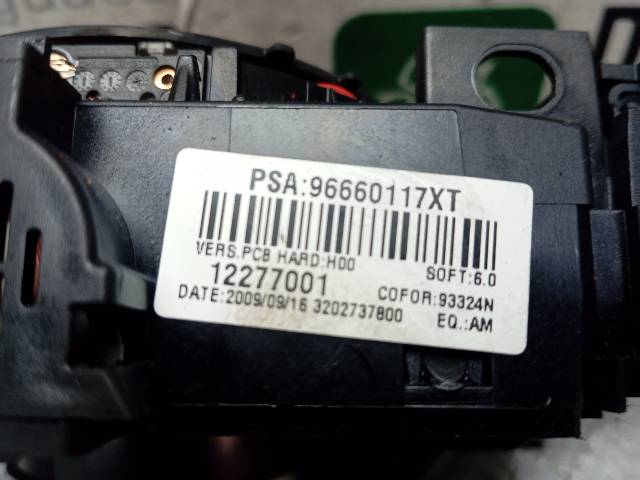 PSA:96660117XT
VERS.PCB HARD:H00 SOFT:6.0
12277001 COFOR:93324N
DATE:2009/09/16 3202737800 EQ.:AM